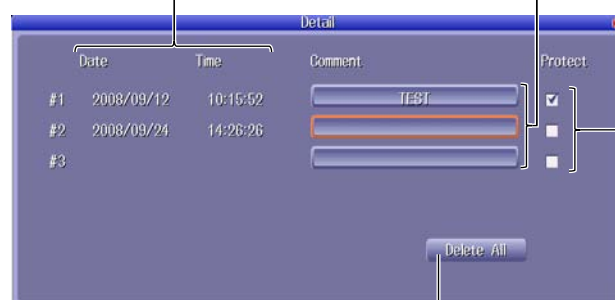 Detail
Date Time Comment Protect
#1 2008/09/12 10:15:52 TEST
#2 2008/09/24 14:26:26
#3
Delete All